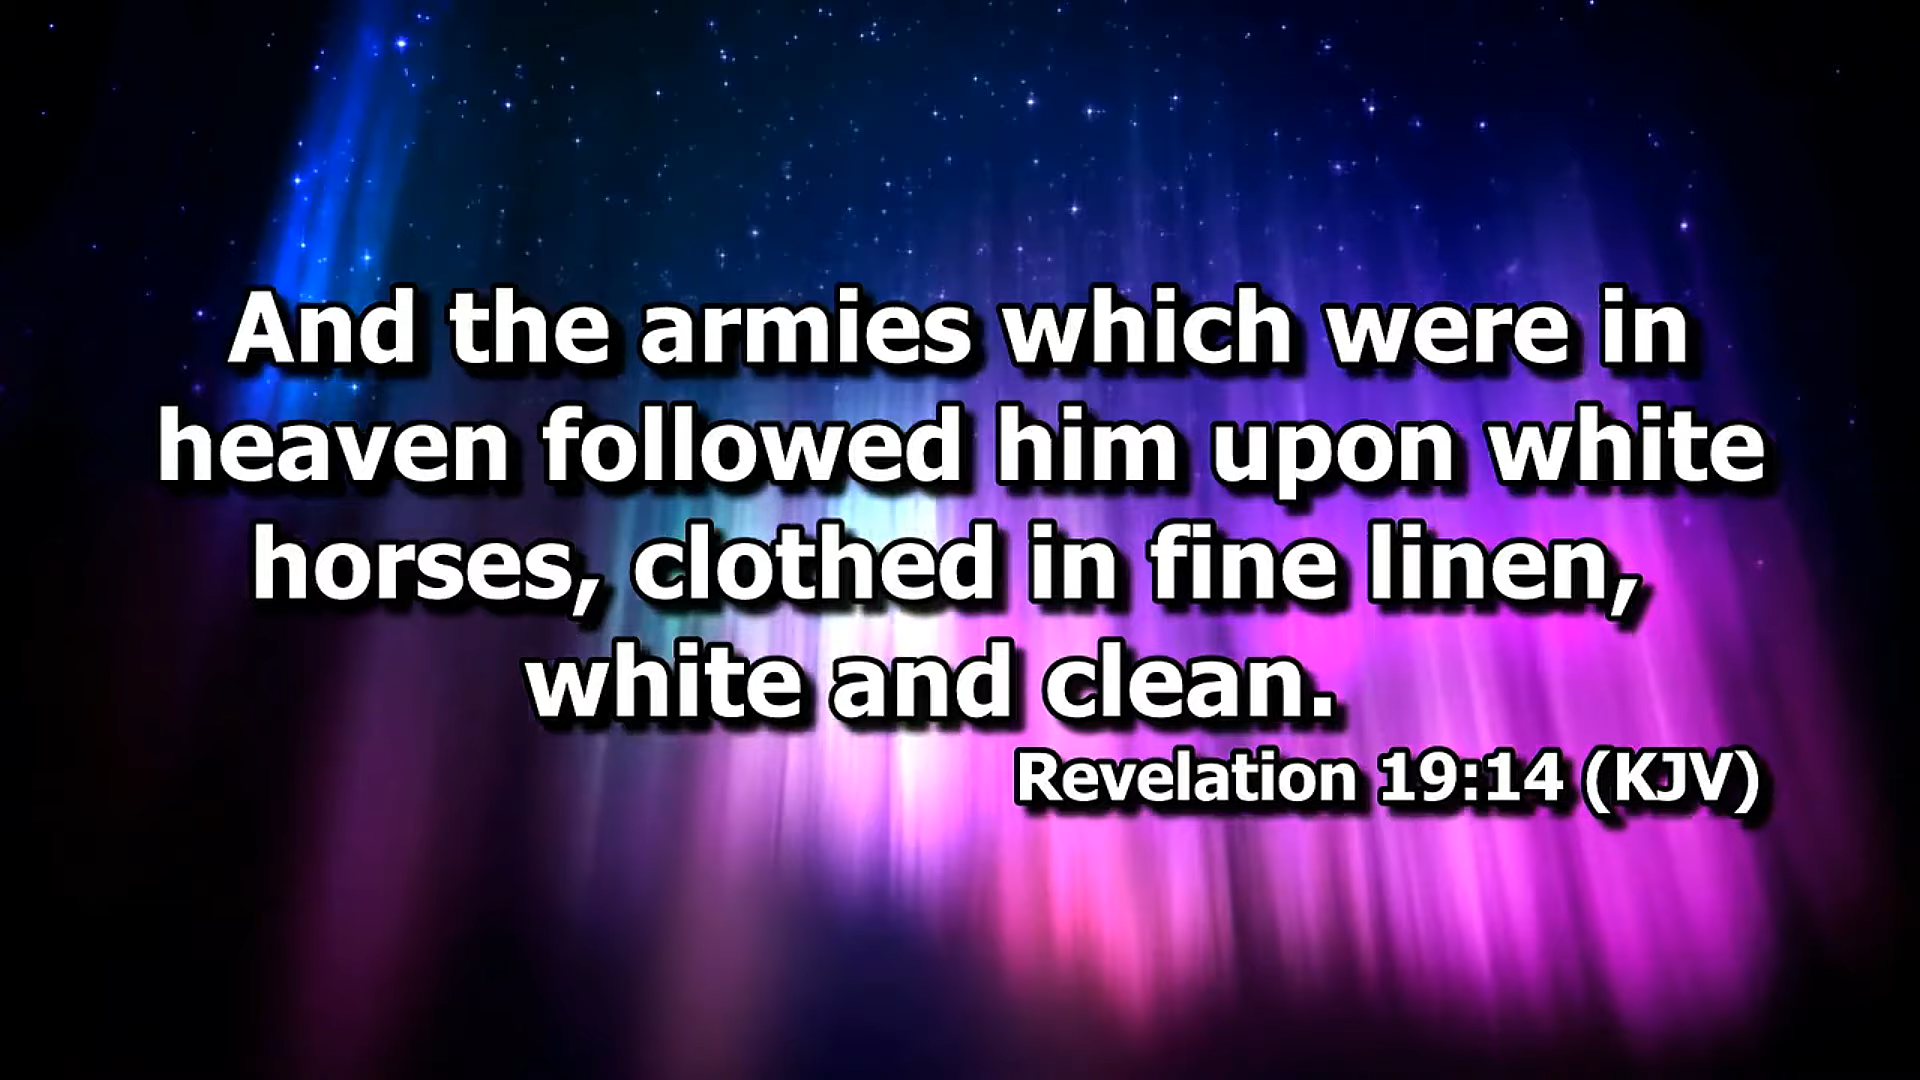 And the armies which were in
heaven followed him upon white
horses, clothed in fine linen,
white and clean.
Revelation 19:14 (KJV)